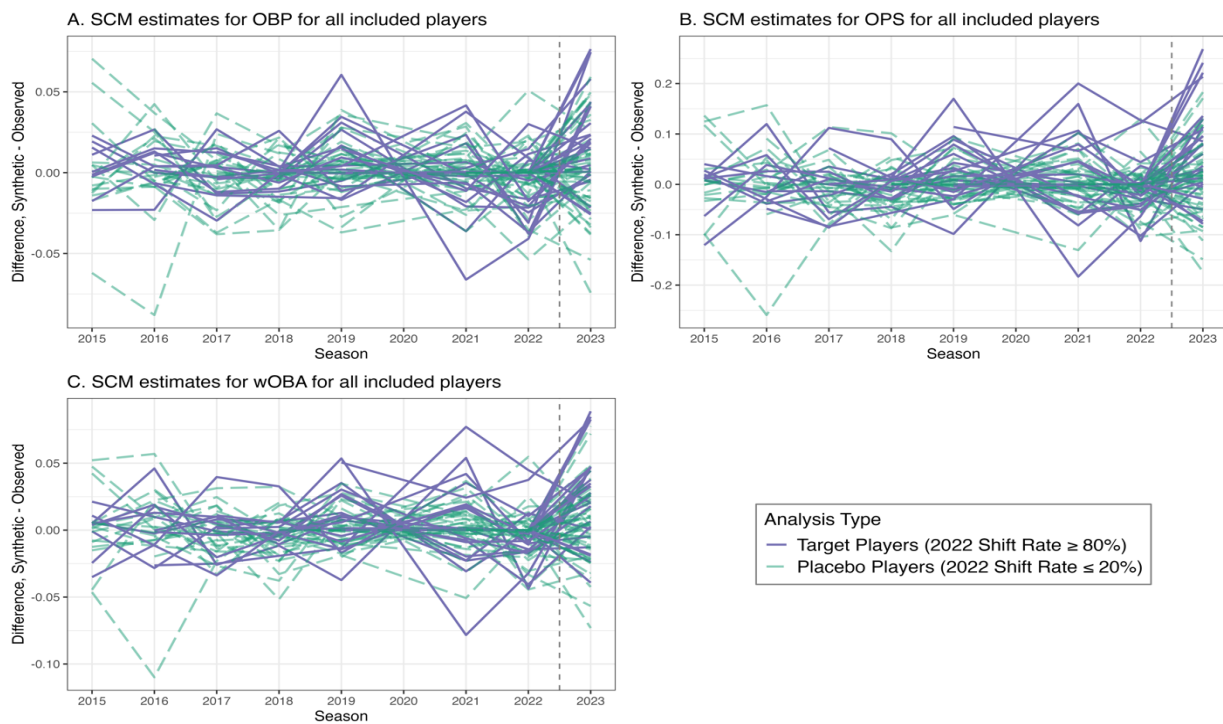 A. SCM estimates for OBP for all included players
Difference, Synthetic - Observed
0.05
0.00
-0.05
2015 2016 2017 2018 2019 2020 2021 2022 2023
Season
B. SCM estimates for OPS for all included players
Difference, Synthetic - Observed
0.2
0.1
0.0
-0.1
-0.2
2015 2016 2017 2018 2019 2020 2021 2022 2023
Season
C. SCM estimates for wOBA for all included players
Difference, Synthetic - Observed
0.05
0.00
-0.05
-0.10
2015 2016 2017 2018 2019 2020 2021 2022 2023
Season
Analysis Type
Target Players (2022 Shift Rate ≥ 80%)
Placebo Players (2022 Shift Rate ≤ 20%)